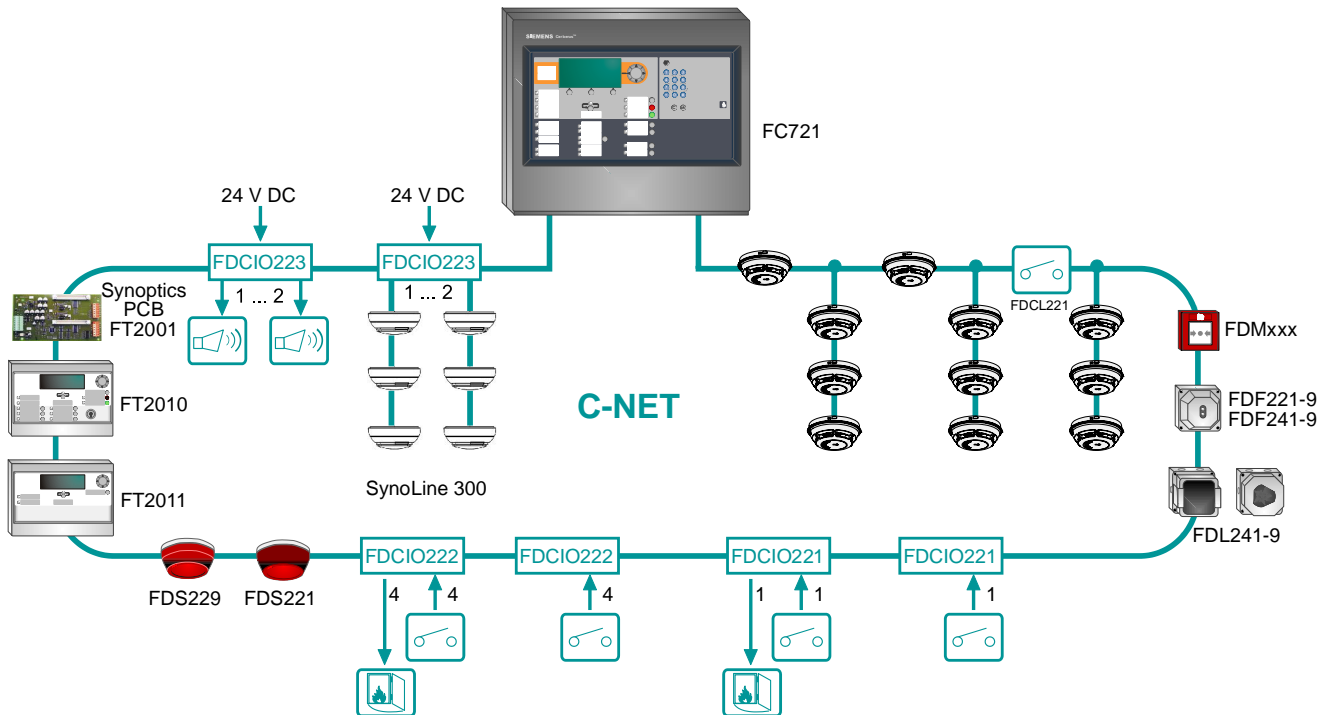 SIEMENS Cerberus™
FC721
24 V DC
24 V DC
FDCIO223
FDCIO223
1 ... 2
1 ... 2
FDCL221
Synoptics
PCB
FT2001
FDMxxx
FT2010
C-NET
FDF221-9
FDF241-9
FT2011
SynoLine 300
FDL241-9
FDS229
FDS221
FDCIO222
FDCIO222
FDCIO221
FDCIO221
4
4
4
1
1
1